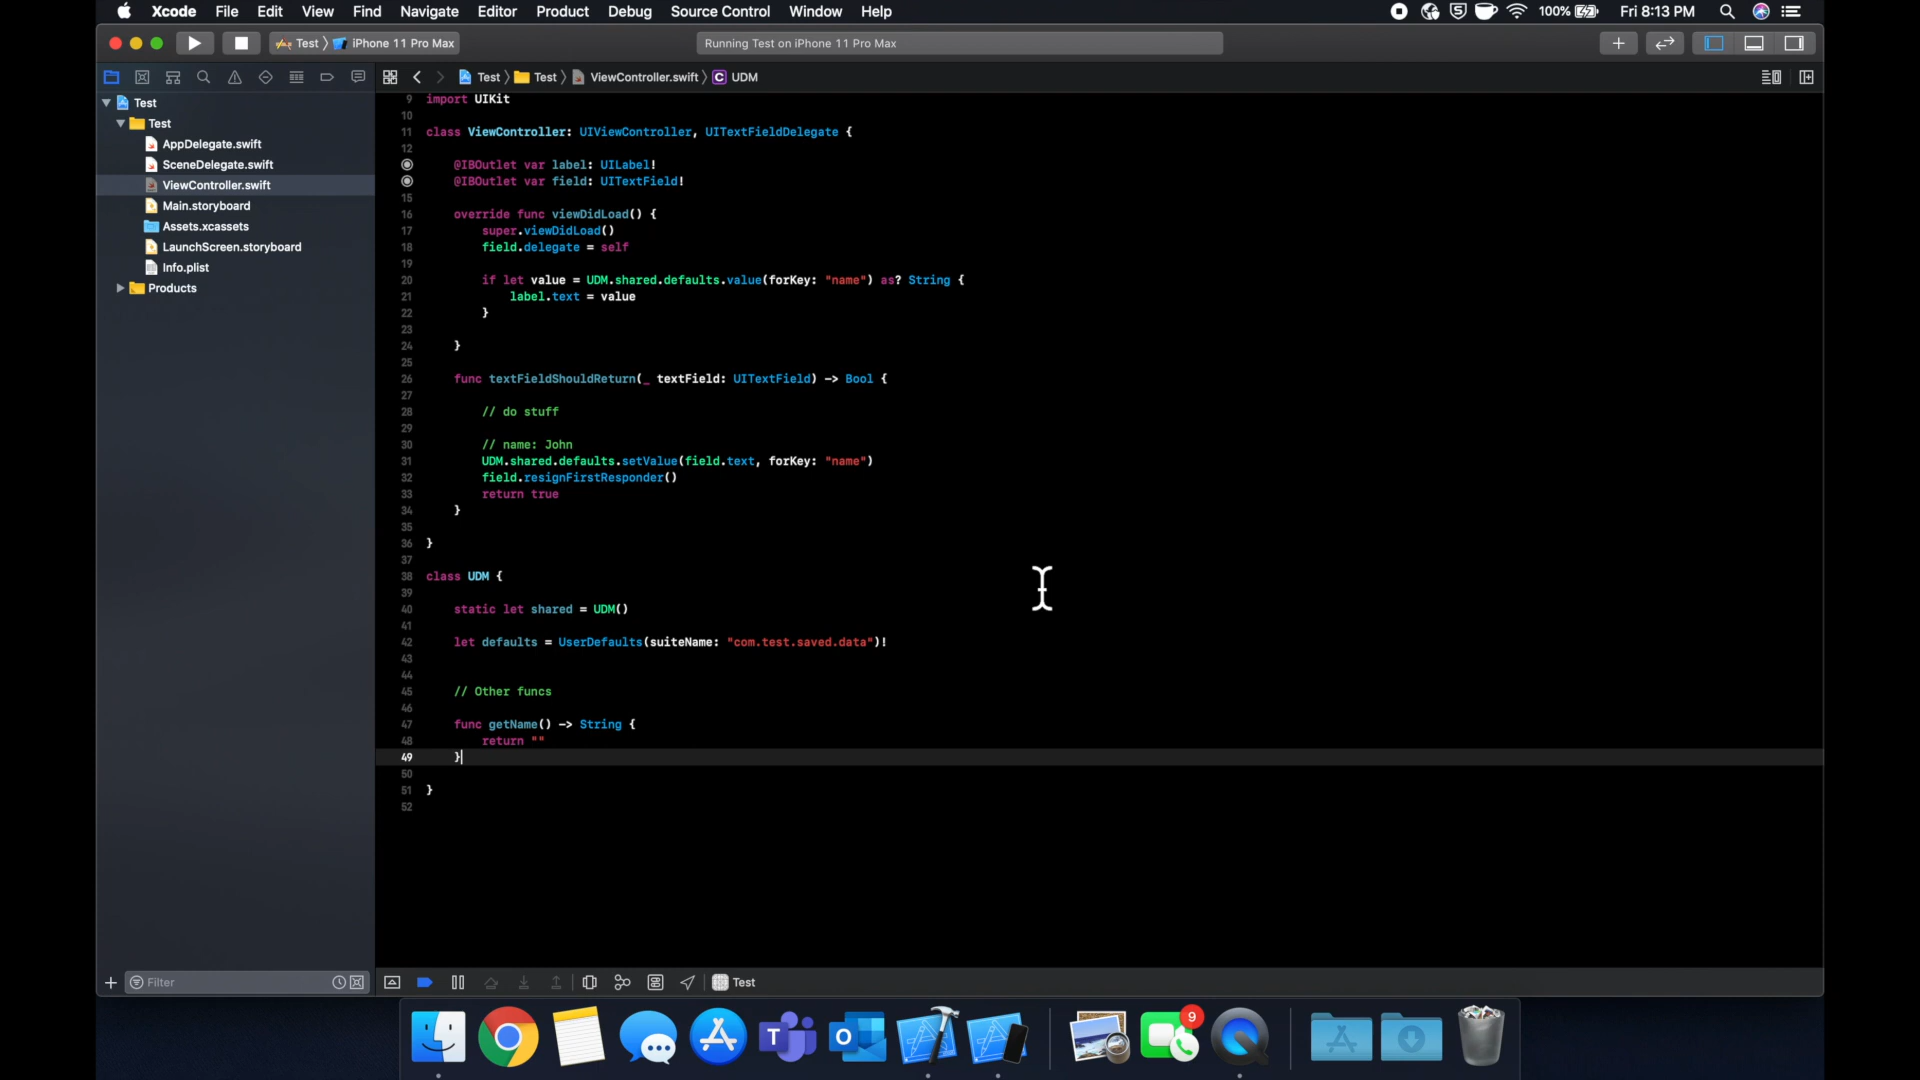 Xcode File Edit View Find Navigate Editor Product Debug Source Control Window Help 100% Fri 8:13 PM
Test iPhone 11 Pro Max Running Test on iPhone 11 Pro Max
Test Test ViewController.swift C UDM
Test
Test
AppDelegate.swift
SceneDelegate.swift
ViewController.swift
Main.storyboard
Assets.xcassets
LaunchScreen.storyboard
Info.plist
Products
9 import UIKit
10
11 class ViewController: UIViewController, UITextFieldDelegate {
12
@IBOutlet var label: UILabel!
@IBOutlet var field: UITextField!
15
16 override func viewDidLoad() {
17 super.viewDidLoad()
18 field.delegate = self
19
20 if let value = UDM.shared.defaults.value(forKey: "name") as? String {
21 label.text = value
22 }
23
24 }
25
26 func textFieldShouldReturn(_ textField: UITextField) -> Bool {
27
28 // do stuff
29
30 // name: John
31 UDM.shared.defaults.setValue(field.text, forKey: "name")
32 field.resignFirstResponder()
33 return true
34 }
35
36 }
37
38 class UDM {
39
40 static let shared = UDM()
41
42 let defaults = UserDefaults(suiteName: "com.test.saved.data")!
43
44
45 // Other funcs
46
47 func getName() -> String {
48 return ""
49 }
50
51 }
52
Filter Test
9